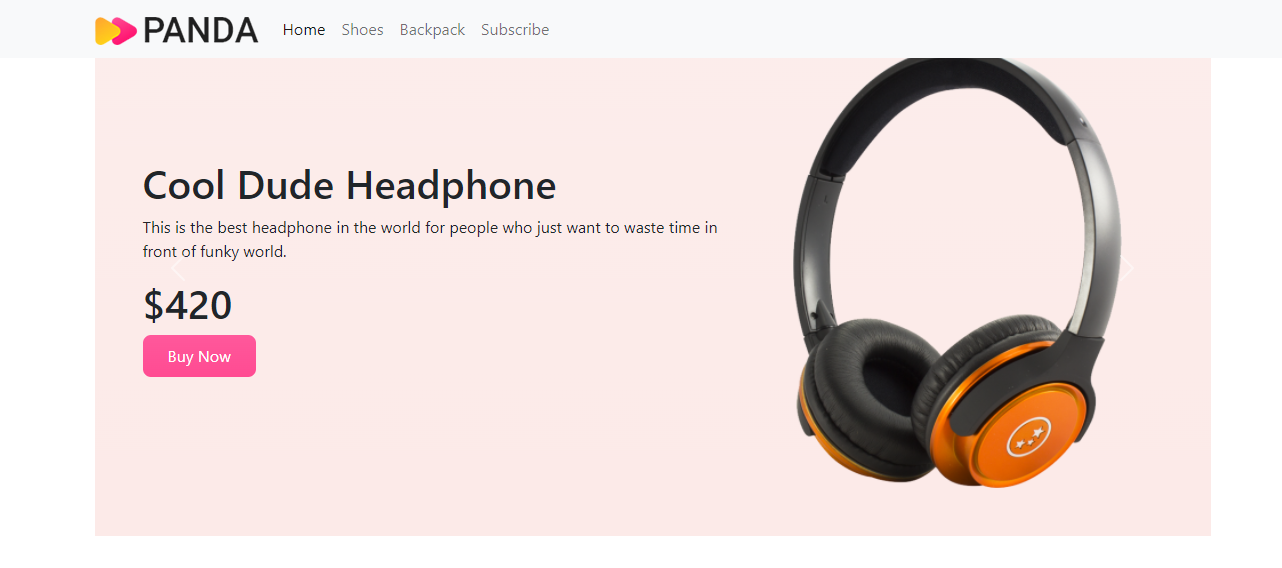 PANDA Home Shoes Backpack Subscribe
Cool Dude Headphone
This is the best headphone in the world for people who just want to waste time in
front of funky world.
$420
Buy Now
L